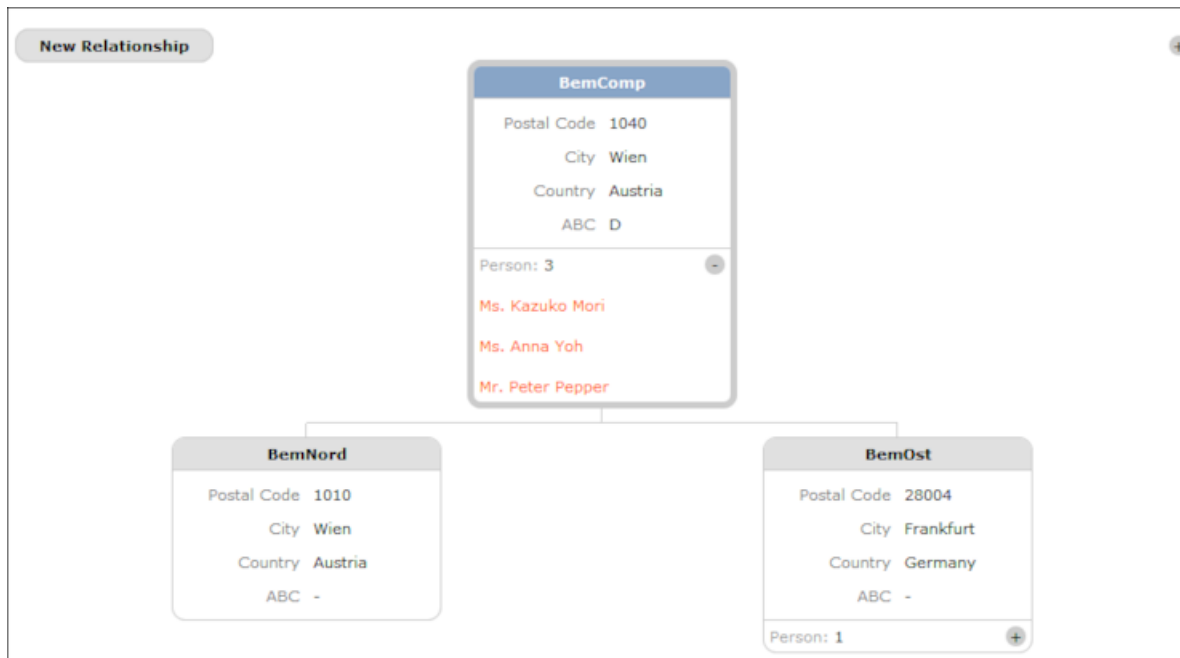 New Relationship
+
BemComp
Postal Code 1040
City Wien
Country Austria
ABC D
Person: 3 -
Ms. Kazuko Mori
Ms. Anna Yoh
Mr. Peter Pepper
BemNord
Postal Code 1010
City Wien
Country Austria
ABC -
BemOst
Postal Code 28004
City Frankfurt
Country Germany
ABC -
Person: 1 +